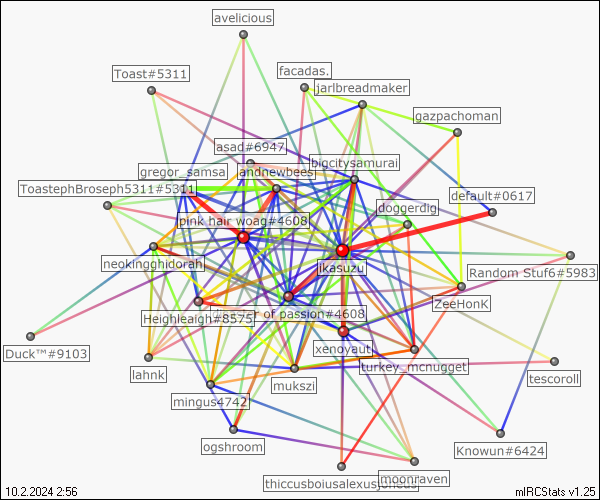 avelicious
Toast#5311
facadas.
jarlbreadmaker
gazpachoman
asad#6947
bigcitysamurai
gregor_samsa
andnewbees
ToastephBroseph5311#5311
default#0617
doggerdig
pink hair woag#4608
ikasuzu
neokingghidorah
Random Stuf6#5983
ZeeHonK
Heighleaigh#8575
of passion#4608
xenoyaut
Duck™#9103
lahnk
turkey_mcnugget
mukszi
tescoroll
mingus4742
ogshroom
Knowun#6424
moonraven
10.2.2024 2:56
mIRCStats v1.25